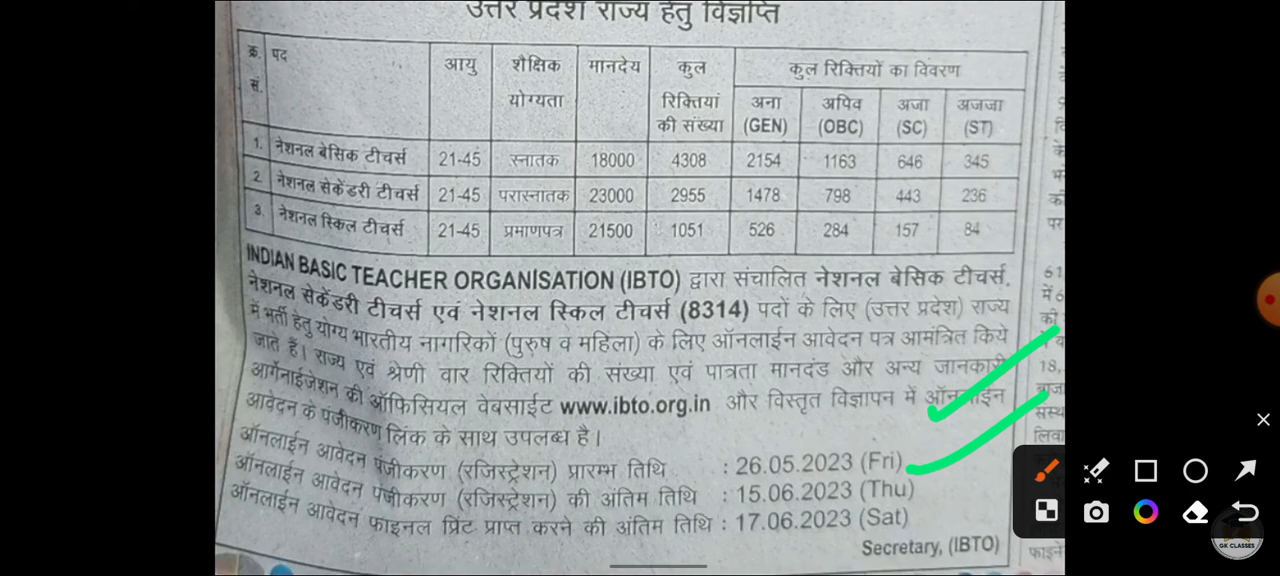 उत्तर प्रदेश राज्य हेतु विज्ञप्ति
क्र. सं. पद आयु शैक्षिक योग्यता मानदेय कुल रिक्तियां की संख्या कुल रिक्तियों का विवरण
अना (GEN) अपिव (OBC) अजा (SC) अजजा (ST)
1. नेशनल बेसिक टीचर्स 21-45 स्नातक 18000 4308 2154 1163 646 345
2. नेशनल सेकेंडरी टीचर्स 21-45 परास्नातक 23000 2955 1478 798 443 236
3. नेशनल स्किल टीचर्स 21-45 प्रमाणपत्र 21500 1051 526 284 157 84
INDIAN BASIC TEACHER ORGANISATION (IBTO) द्वारा संचालित नेशनल बेसिक टीचर्स.
नेशनल सेकेंडरी टीचर्स एवं नेशनल स्किल टीचर्स (8314) पदों के लिए (उत्तर प्रदेश) राज्य
में भर्ती हेतु योग्य भारतीय नागरिकों (पुरुष व महिला) के लिए ऑनलाईन आवेदन पत्र आमंत्रित किये
जाते हैं। राज्य एवं श्रेणी वार रिक्तियों की संख्या एवं पात्रता मानदंड और अन्य जानकारी
आर्गेनाईजेशन की ऑफिसियल वेबसाईट www.ibto.org.in और विस्तृत विज्ञापन में ऑनलाईन
आवेदन के पंजीकरण लिंक के साथ उपलब्ध है।
ऑनलाईन आवेदन पंजीकरण (रजिस्ट्रेशन) प्रारम्भ तिथि : 26.05.2023 (Fri)
ऑनलाईन आवेदन पंजीकरण (रजिस्ट्रेशन) की अंतिम तिथि : 15.06.2023 (Thu)
ऑनलाईन आवेदन फाइनल प्रिंट प्राप्त करने की अंतिम तिथि : 17.06.2023 (Sat)
Secretary, (IBTO)
GK CLASSES